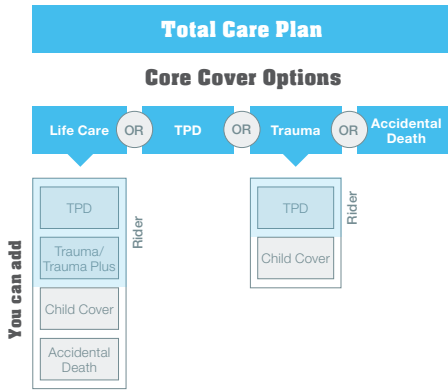 Total Care Plan
Core Cover Options
Life Care OR TPD OR Trauma OR Accidental
Death
You can add
TPD
Trauma/
Trauma Plus
Rider
Child Cover
Accidental
Death
TPD
Rider
Child Cover